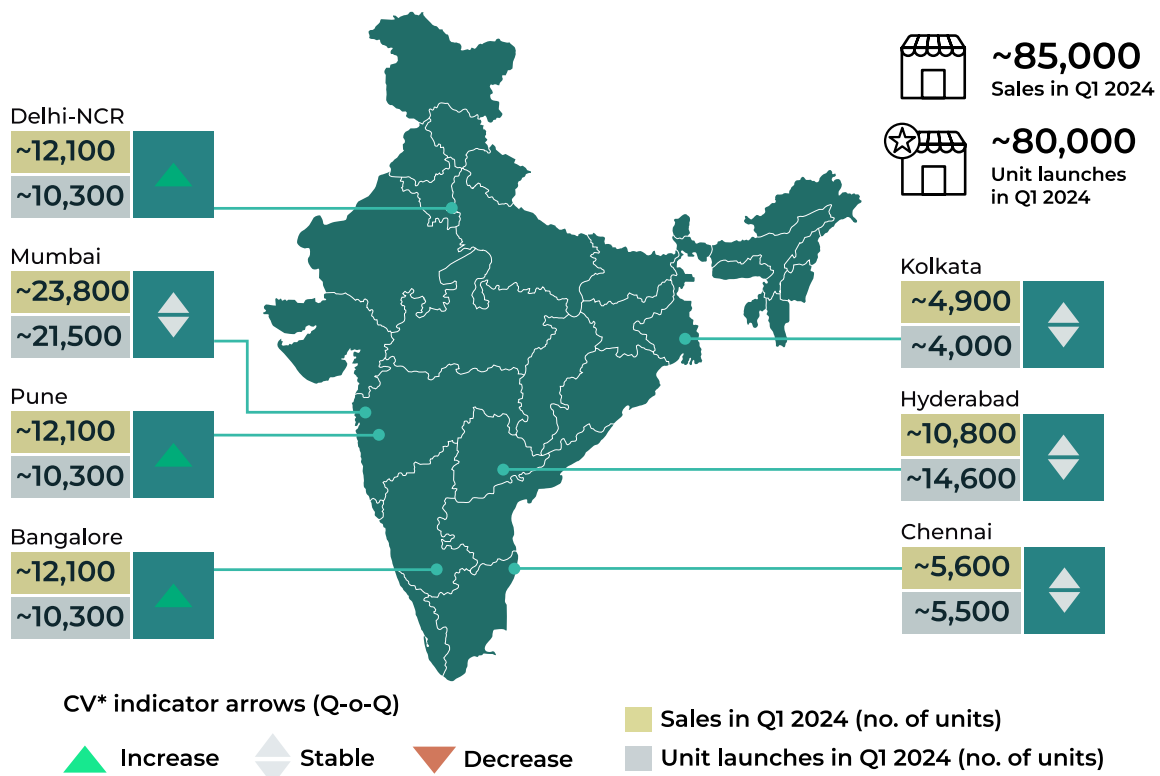 ~85,000
Sales in Q1 2024
~80,000
Unit launches
in Q1 2024
Delhi-NCR
~12,100
~10,300
Mumbai
~23,800
~21,500
Pune
~12,100
~10,300
Bangalore
~12,100
~10,300
Kolkata
~4,900
~4,000
Hyderabad
~10,800
~14,600
Chennai
~5,600
~5,500
CV* indicator arrows (Q-o-Q)
Increase
Stable
Decrease
Sales in Q1 2024 (no. of units)
Unit launches in Q1 2024 (no. of units)